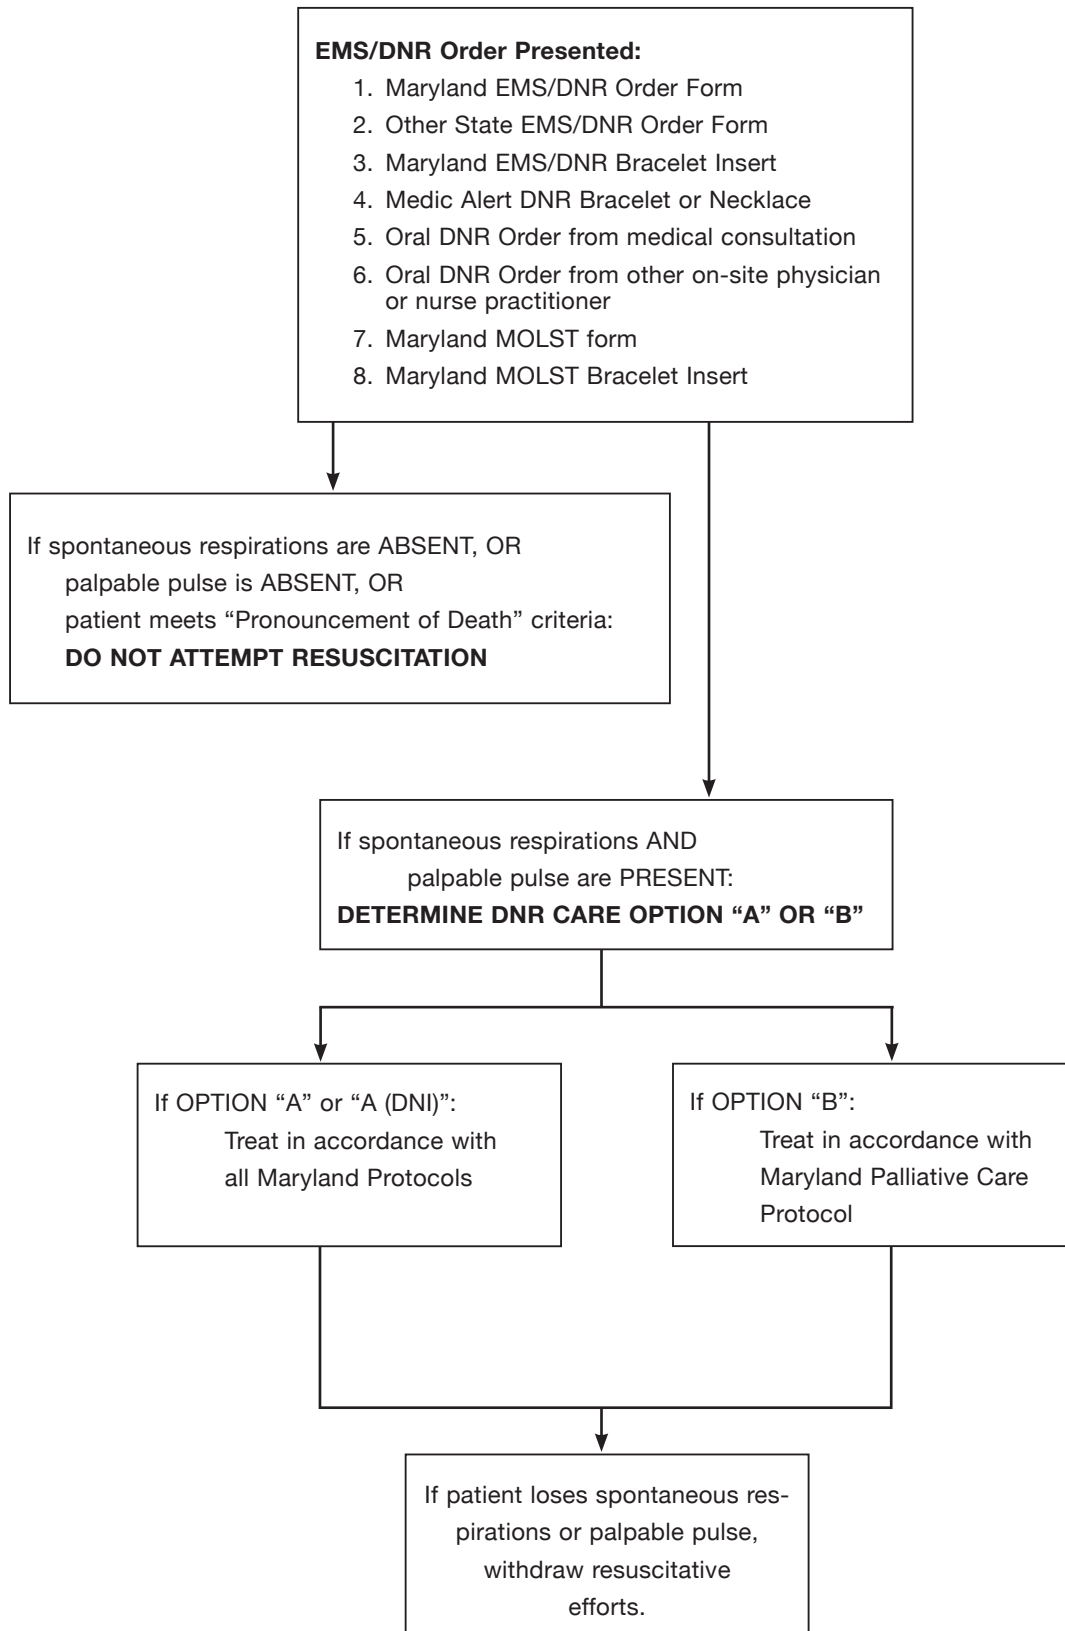 EMS/DNR Order Presented:
1. Maryland EMS/DNR Order Form
2. Other State EMS/DNR Order Form
3. Maryland EMS/DNR Bracelet Insert
4. Medic Alert DNR Bracelet or Necklace
5. Oral DNR Order from medical consultation
6. Oral DNR Order from other on-site physician
or nurse practitioner
7. Maryland MOLST form
8. Maryland MOLST Bracelet Insert
If spontaneous respirations are ABSENT, OR
palpable pulse is ABSENT, OR
patient meets “Pronouncement of Death” criteria:
DO NOT ATTEMPT RESUSCITATION
If spontaneous respirations AND
palpable pulse are PRESENT:
DETERMINE DNR CARE OPTION “A” OR “B”
If OPTION “A” or “A (DNI)”:
Treat in accordance with
all Maryland Protocols
If OPTION “B”:
Treat in accordance with
Maryland Palliative Care
Protocol
If patient loses spontaneous res-
pirations or palpable pulse,
withdraw resuscitative
efforts.